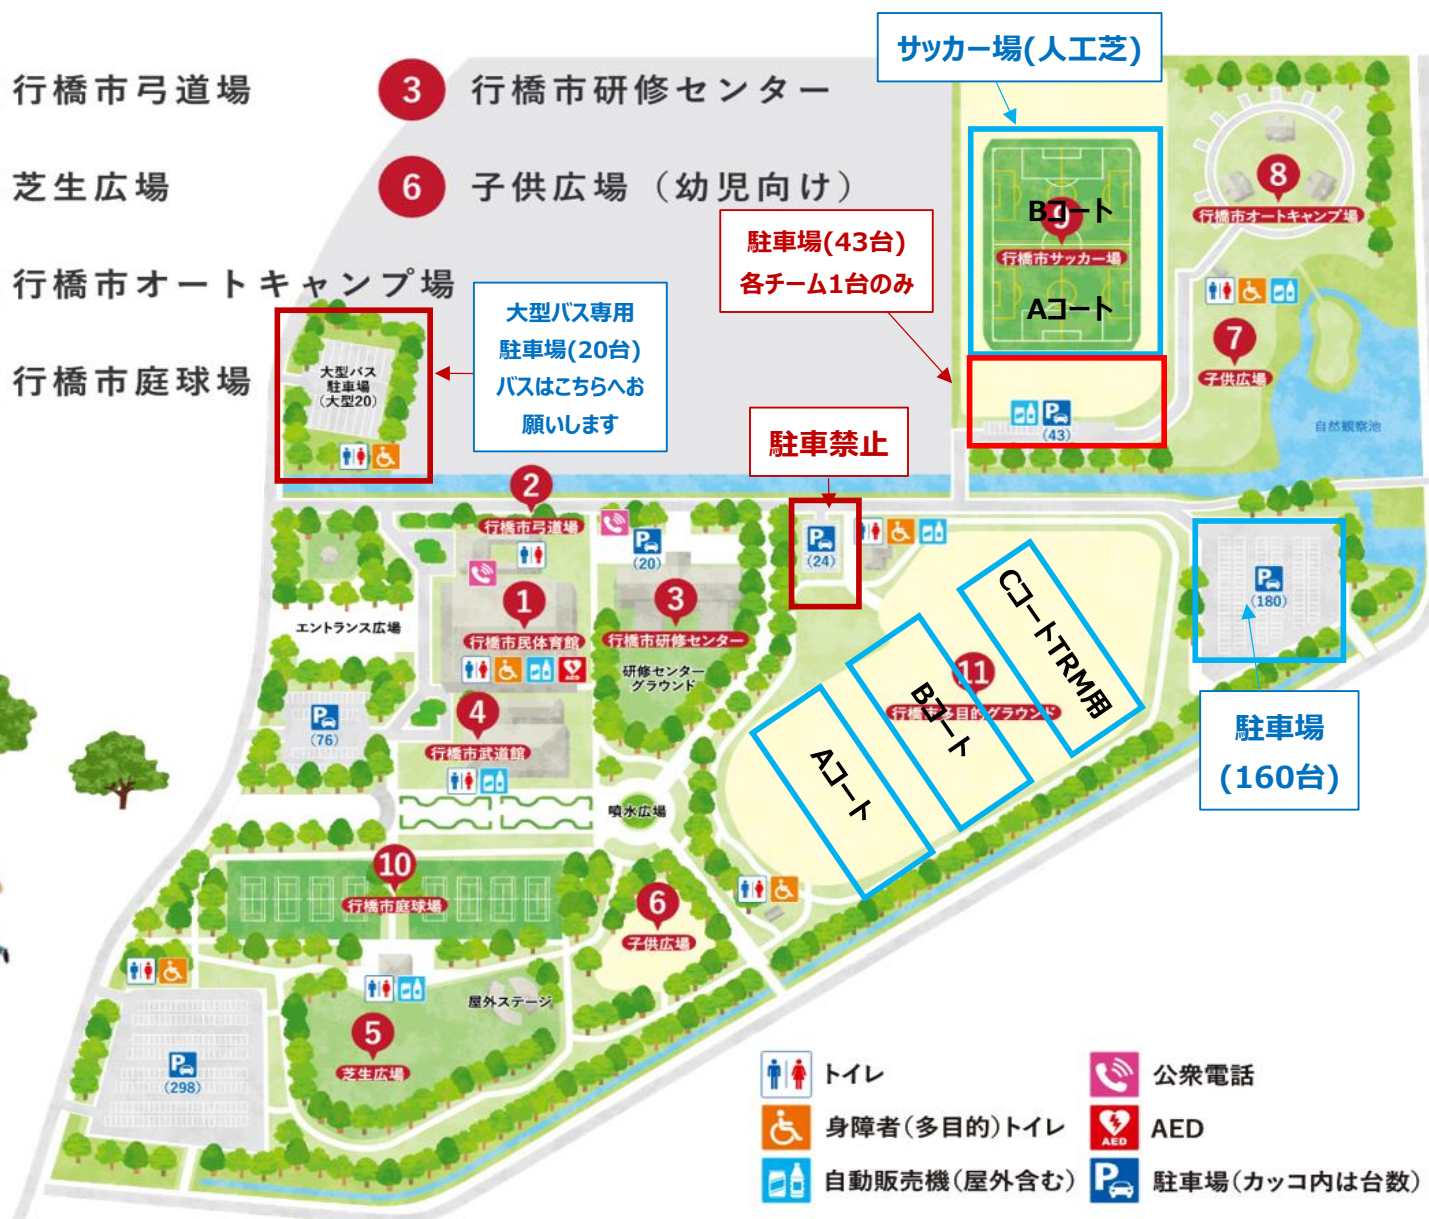 サッカー場(人工芝)
行橋市弓道場
3 行橋市研修センター
芝生広場
6 子供広場（幼児向け）
行橋市オートキャンプ場
行橋市庭球場
駐車場(43台)
各チーム1台のみ
大型バス専用
駐車場(20台)
バスはこちらへお
願いします
大型バス
駐車場
（大型20）
Bコート
9
行橋市サッカー場
Aコート
8
行橋市オートキャンプ場
7
子供広場
自然観察池
P
(43)
駐車禁止
2
行橋市弓道場
P
(20)
P
(24)
P
(180)
エントランス広場
1
行橋市民体育館
AED
3
行橋市研修センター
研修センター
グラウンド
CコートTRM用
11
行橋市多目的グラウンド
Bコート
Aコート
駐車場
(160台)
P
(76)
4
行橋市武道館
噴水広場
10
行橋市庭球場
6
子供広場
屋外ステージ
5
芝生広場
P
(298)
トイレ
公衆電話
身障者(多目的)トイレ
AED
AED
自動販売機(屋外含む)
P
駐車場(カッコ内は台数)